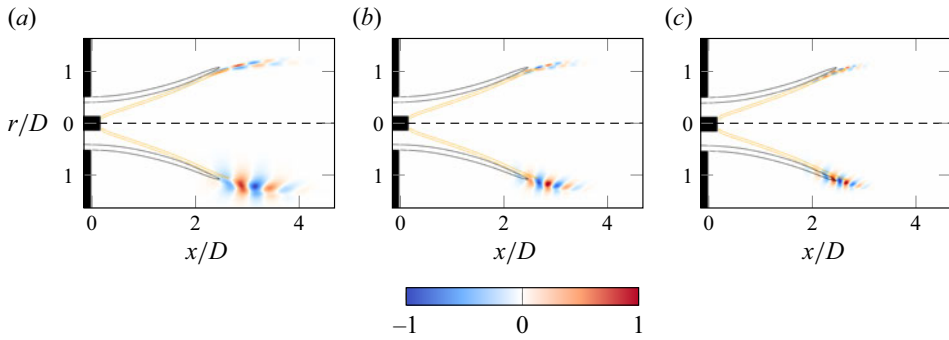 (a) (b) (c)
1 1 1
r/D 0 0 0
1 1 1
0 2 4 0 2 4 0 2 4
x/D x/D x/D
–1 0 1